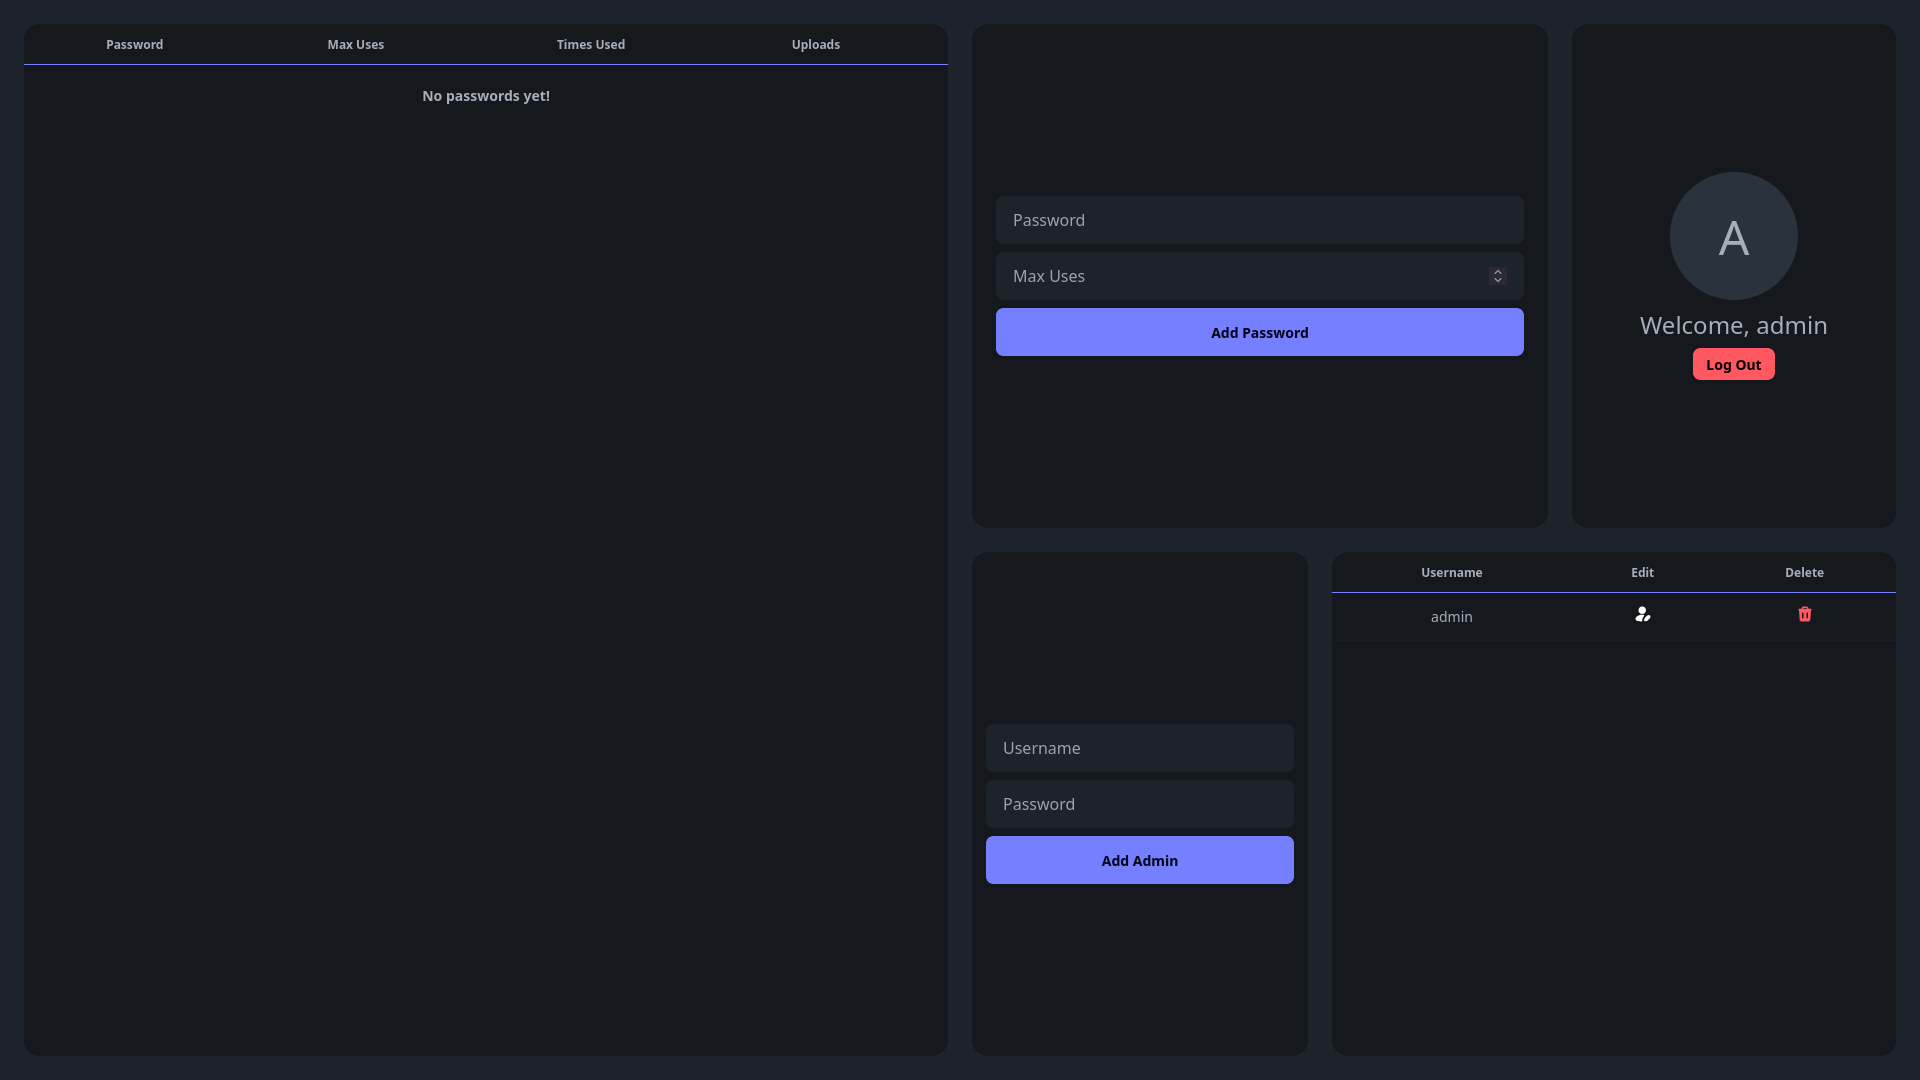 Password Max Uses Times Used Uploads
No passwords yet!
Password
Max Uses
Add Password
A
Welcome, admin
Log Out
Username
Password
Add Admin
Username Edit Delete
admin